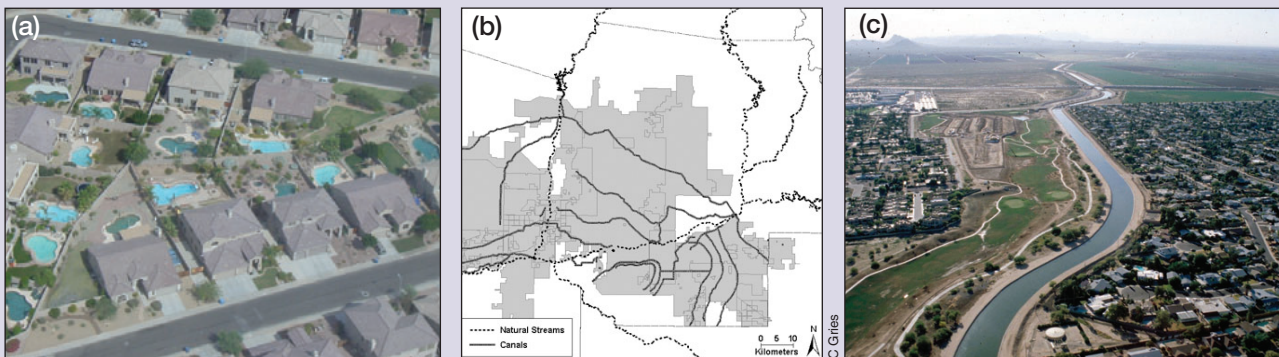 (a)
(b)
(c)
Natural Streams
Canals
0 5 10
Kilometers
N
C Gries